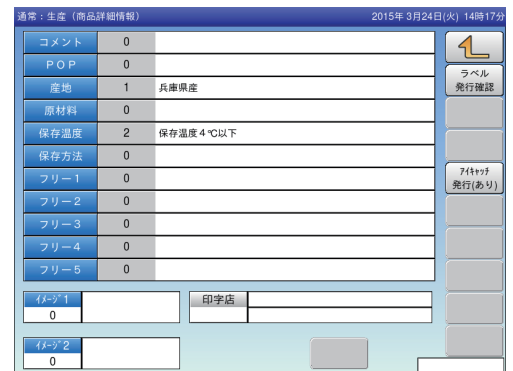 通常：生産（商品詳細情報）　2015年 3月24日(火) 14時17分
コメント 0
POP 0
産地 1 兵庫県産
原材料 0
保存温度 2 保存温度4℃以下
保存方法 0
フリー1 0
フリー2 0
フリー3 0
フリー4 0
フリー5 0
ｲﾒｰｼﾞ1
0
印字店
ｲﾒｰｼﾞ2
0
ラベル
発行確認
ｱｲｷｬｯﾁ
発行(あり)